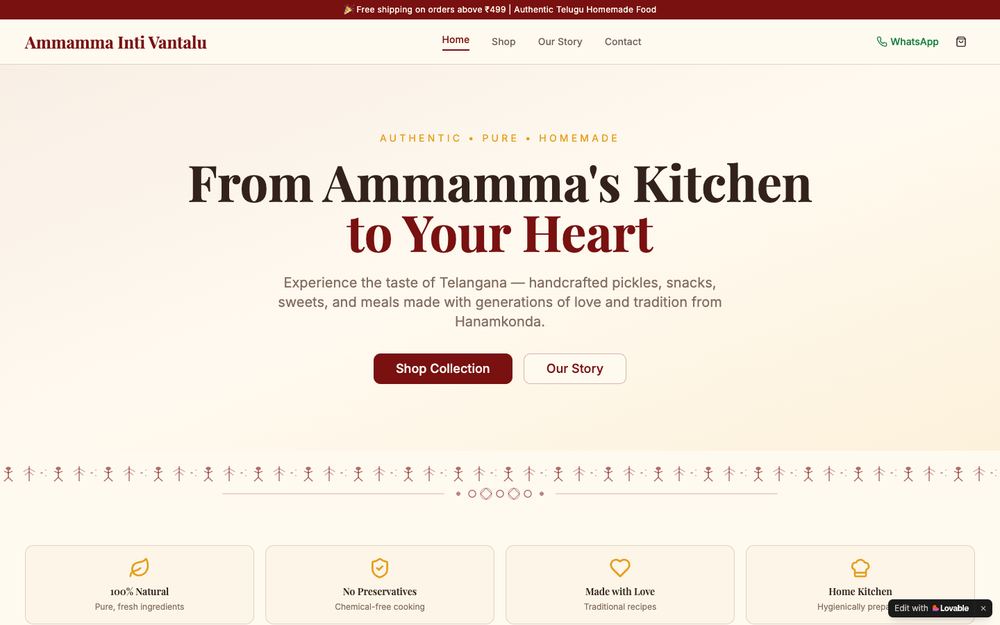 🎉 Free shipping on orders above ₹499 | Authentic Telugu Homemade Food
Ammamma Inti Vantalu
Home
Shop
Our Story
Contact
WhatsApp
AUTHENTIC • PURE • HOMEMADE
From Ammamma's Kitchen
to Your Heart
Experience the taste of Telangana — handcrafted pickles, snacks,
sweets, and meals made with generations of love and tradition from
Hanamkonda.
Shop Collection
Our Story
100% Natural
Pure, fresh ingredients
No Preservatives
Chemical-free cooking
Made with Love
Traditional recipes
Home Kitchen
Hygienically
Edit with Lovable